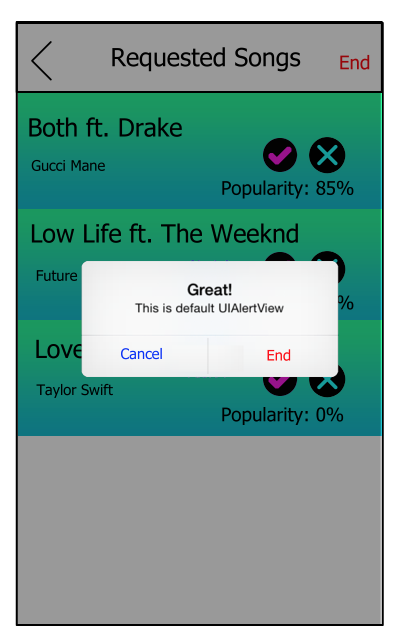 Requested Songs
End
Both ft. Drake
Gucci Mane
Popularity: 85%
Low Life ft. The Weeknd
Future
%
Great!
This is default UIAlertView
Cancel
End
Love
Taylor Swift
Popularity: 0%